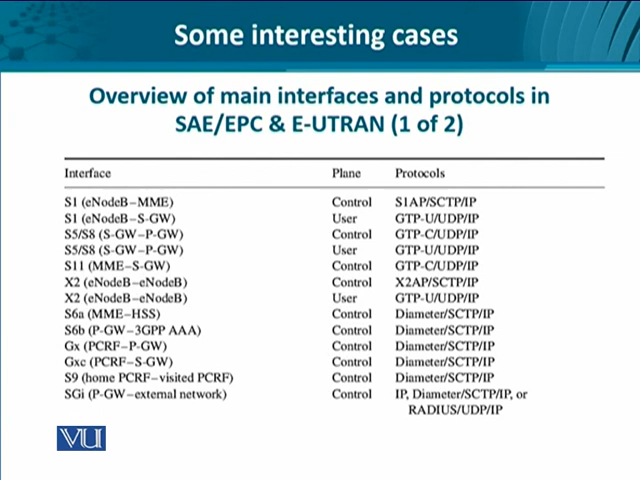 Some interesting cases
Overview of main interfaces and protocols in
SAE/EPC & E-UTRAN (1 of 2)
Interface Plane Protocols
S1 (eNodeB–MME) Control S1AP/SCTP/IP
S1 (eNodeB–S-GW) User GTP-U/UDP/IP
S5/S8 (S-GW–P-GW) Control GTP-C/UDP/IP
S5/S8 (S-GW–P-GW) User GTP-U/UDP/IP
S11 (MME–S-GW) Control GTP-C/UDP/IP
X2 (eNodeB–eNodeB) Control X2AP/SCTP/IP
X2 (eNodeB–eNodeB) User GTP-U/UDP/IP
S6a (MME–HSS) Control Diameter/SCTP/IP
S6b (P-GW–3GPP AAA) Control Diameter/SCTP/IP
Gx (PCRF–P-GW) Control Diameter/SCTP/IP
Gxc (PCRF–S-GW) Control Diameter/SCTP/IP
S9 (home PCRF–visited PCRF) Control Diameter/SCTP/IP
SGi (P-GW–external network) Control IP, Diameter/SCTP/IP, or
RADIUS/UDP/IP
VU